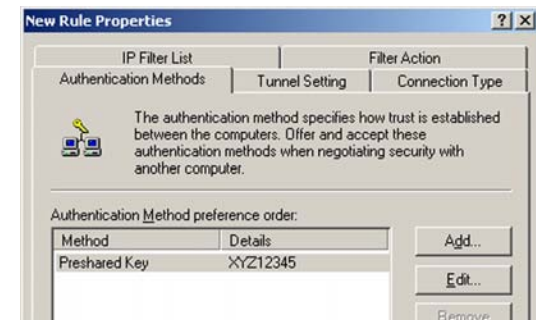 New Rule Properties
IP Filter List Filter Action
Authentication Methods Tunnel Setting Connection Type
The authentication method specifies how trust is established
between the computers. Offer and accept these
authentication methods when negotiating security with
another computer.
Authentication Method preference order:
Method Details
Add...
Preshared Key XYZ12345
Edit...
Remove